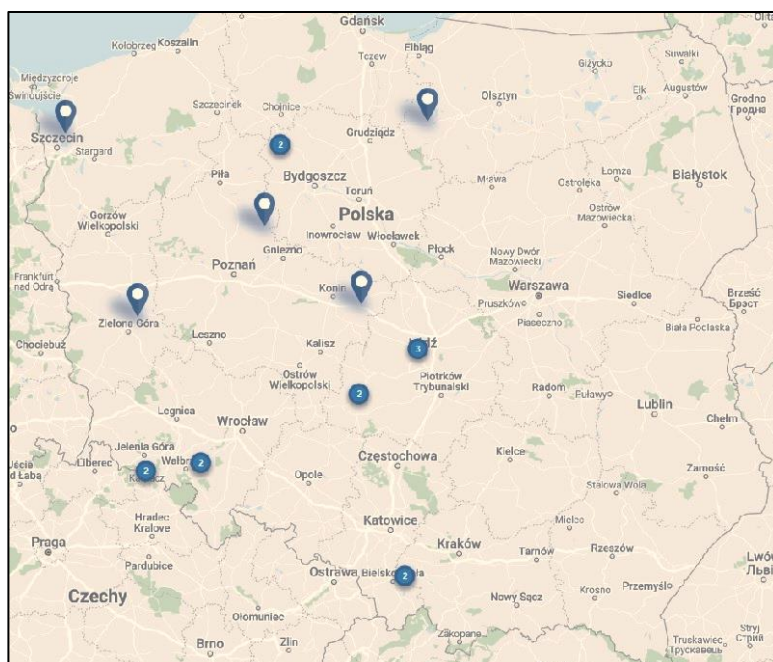 Gdańsk
Kołobrzeg
Koszalin
Elbląg
Suwałki
Tczew
Giżycko
Międzyzdroje
Świnoujście
Ełk
Augustów
Szczecinek
Chojnice
Olsztyn
Grodno
Гродна
Szczecin
Grudziądz
Stargard
2
Piła
Bydgoszcz
Mława
Ostrołęka
Łomża
Białystok
Toruń
Gorzów
Wielkopolski
Polska
Ostrów
Mazowiecka
Inowrocław
Włocławek
Gniezno
Płock
Nowy Dwór
Mazowiecki
Frankfurt
nad Odrą
Poznań
Konin
Warszawa
Siedlce
Brześć
Брэст
Pruszków
Zielona Góra
Piaseczno
Biała Podlaska
Chociebuż
Leszno
Kalisz
Łódź
3
Ostrów
Wielkopolski
Piotrków
Trybunalski
2
Radom
Puławy
Lublin
Legnica
Wrocław
Chełm
Jelenia Góra
Kielce
Liberec
2
2
Częstochowa
Opole
Zamość
Stalowa Wola
Hradec
Kralove
Katowice
Mielec
Praga
Kraków
Tarnów
Rzeszów
Pardubice
Ostrawa
2
Przemyśl
Krosno
Nowy Sącz
Czechy
Ołomuniec
Zakopane
Brno
Zlin
Truskawiec
Трускавець
Stryj
Стрий